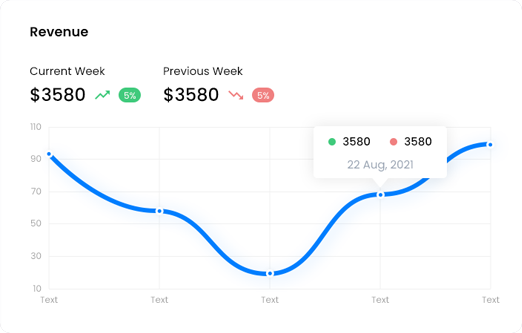 Revenue
Current Week
Previous Week
$3580 5%
$3580 5%
3580 3580
22 Aug, 2021
110
90
70
50
30
10
Text Text Text Text Text